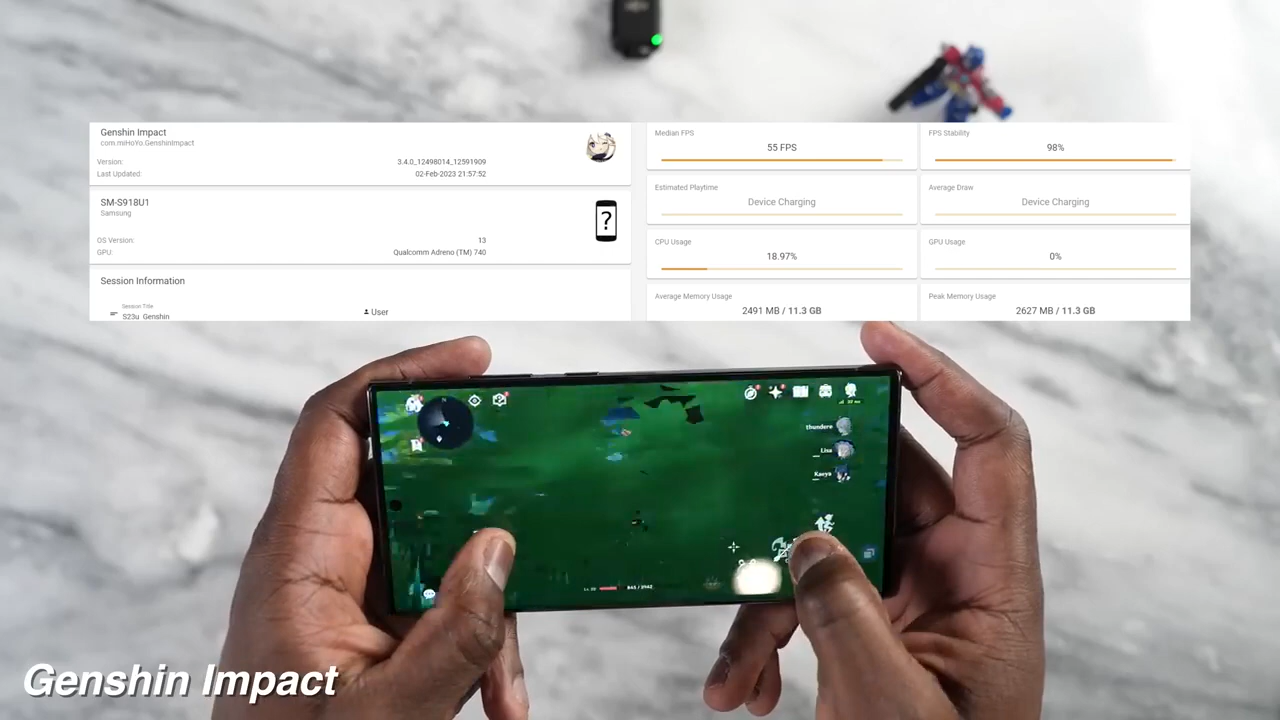 Genshin Impact
com.miHoYo.GenshinImpact
Version: 3.4.0_12498014_12591909
Last Updated: 02-Feb-2023 21:57:52
SM-S918U1
Samsung
?
OS Version: 13
GPU: Qualcomm Adreno (TM) 740
Session Information
Session Title
S23u Genshin
User
Median FPS
55 FPS
FPS Stability
98%
Estimated Playtime
Device Charging
Average Draw
Device Charging
CPU Usage
18.97%
GPU Usage
0%
Average Memory Usage
2491 MB / 11.3 GB
Peak Memory Usage
2627 MB / 11.3 GB
thundere
Lisa
Kaeya
Genshin Impact